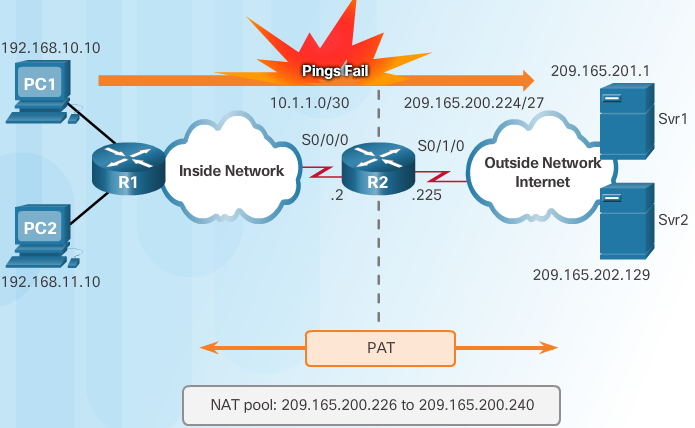 192.168.10.10
PC1
Pings Fail
209.165.201.1
10.1.1.0/30
209.165.200.224/27
Svr1
S0/0/0
S0/1/0
Inside Network
Outside Network
Internet
R1
R2
.2
.225
PC2
Svr2
192.168.11.10
209.165.202.129
PAT
NAT pool: 209.165.200.226 to 209.165.200.240